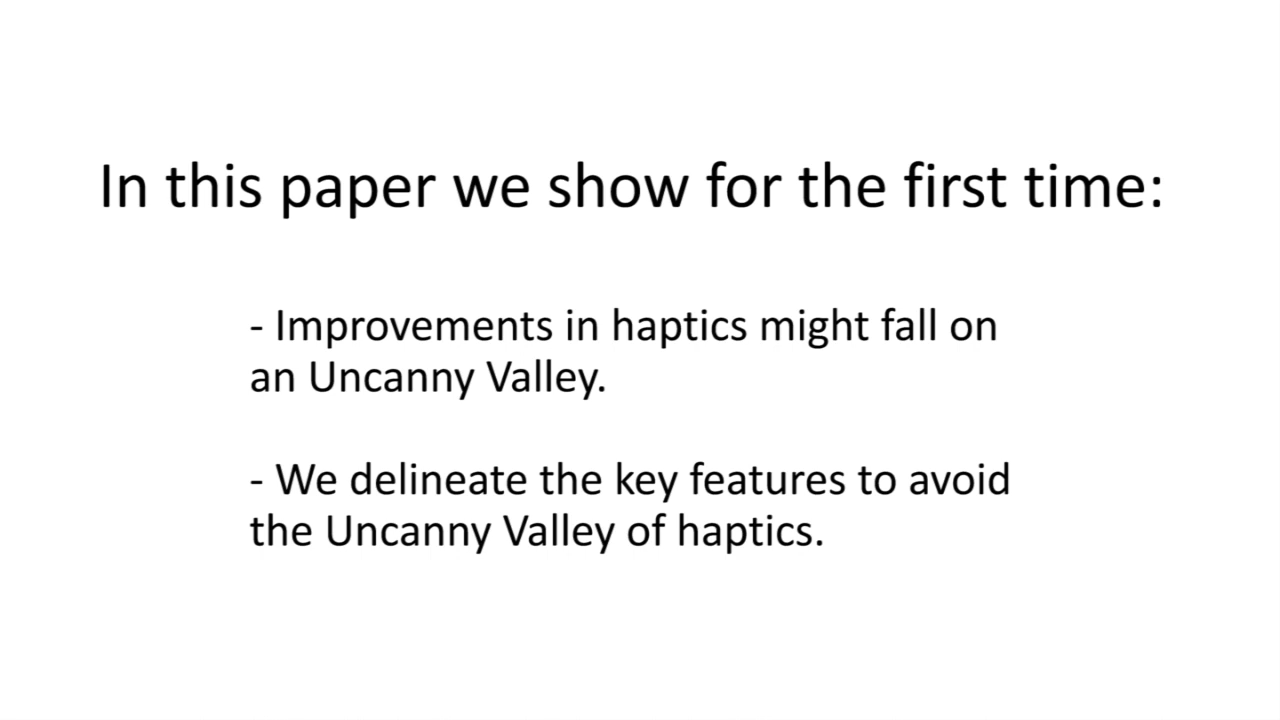 In this paper we show for the first time:
- Improvements in haptics might fall on
an Uncanny Valley.
- We delineate the key features to avoid
the Uncanny Valley of haptics.